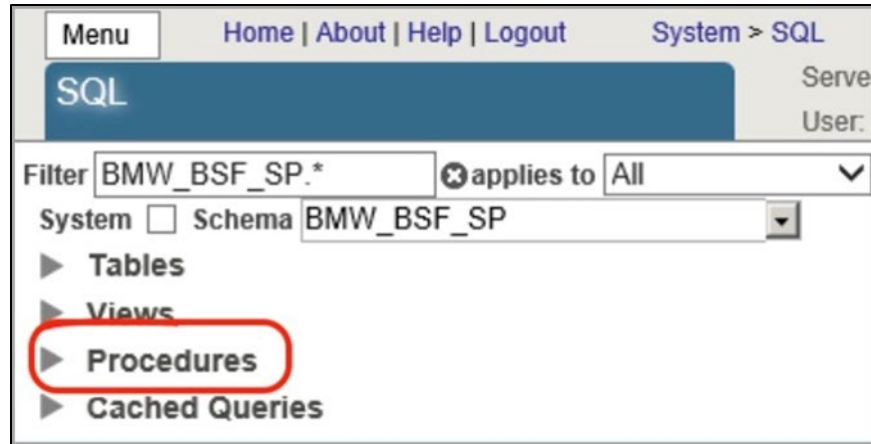 Menu Home | About | Help | Logout System > SQL
SQL
Serve
User:
Filter BMW_BSF_SP.* applies to All
System Schema BMW_BSF_SP
Tables
Views
Procedures
Cached Queries